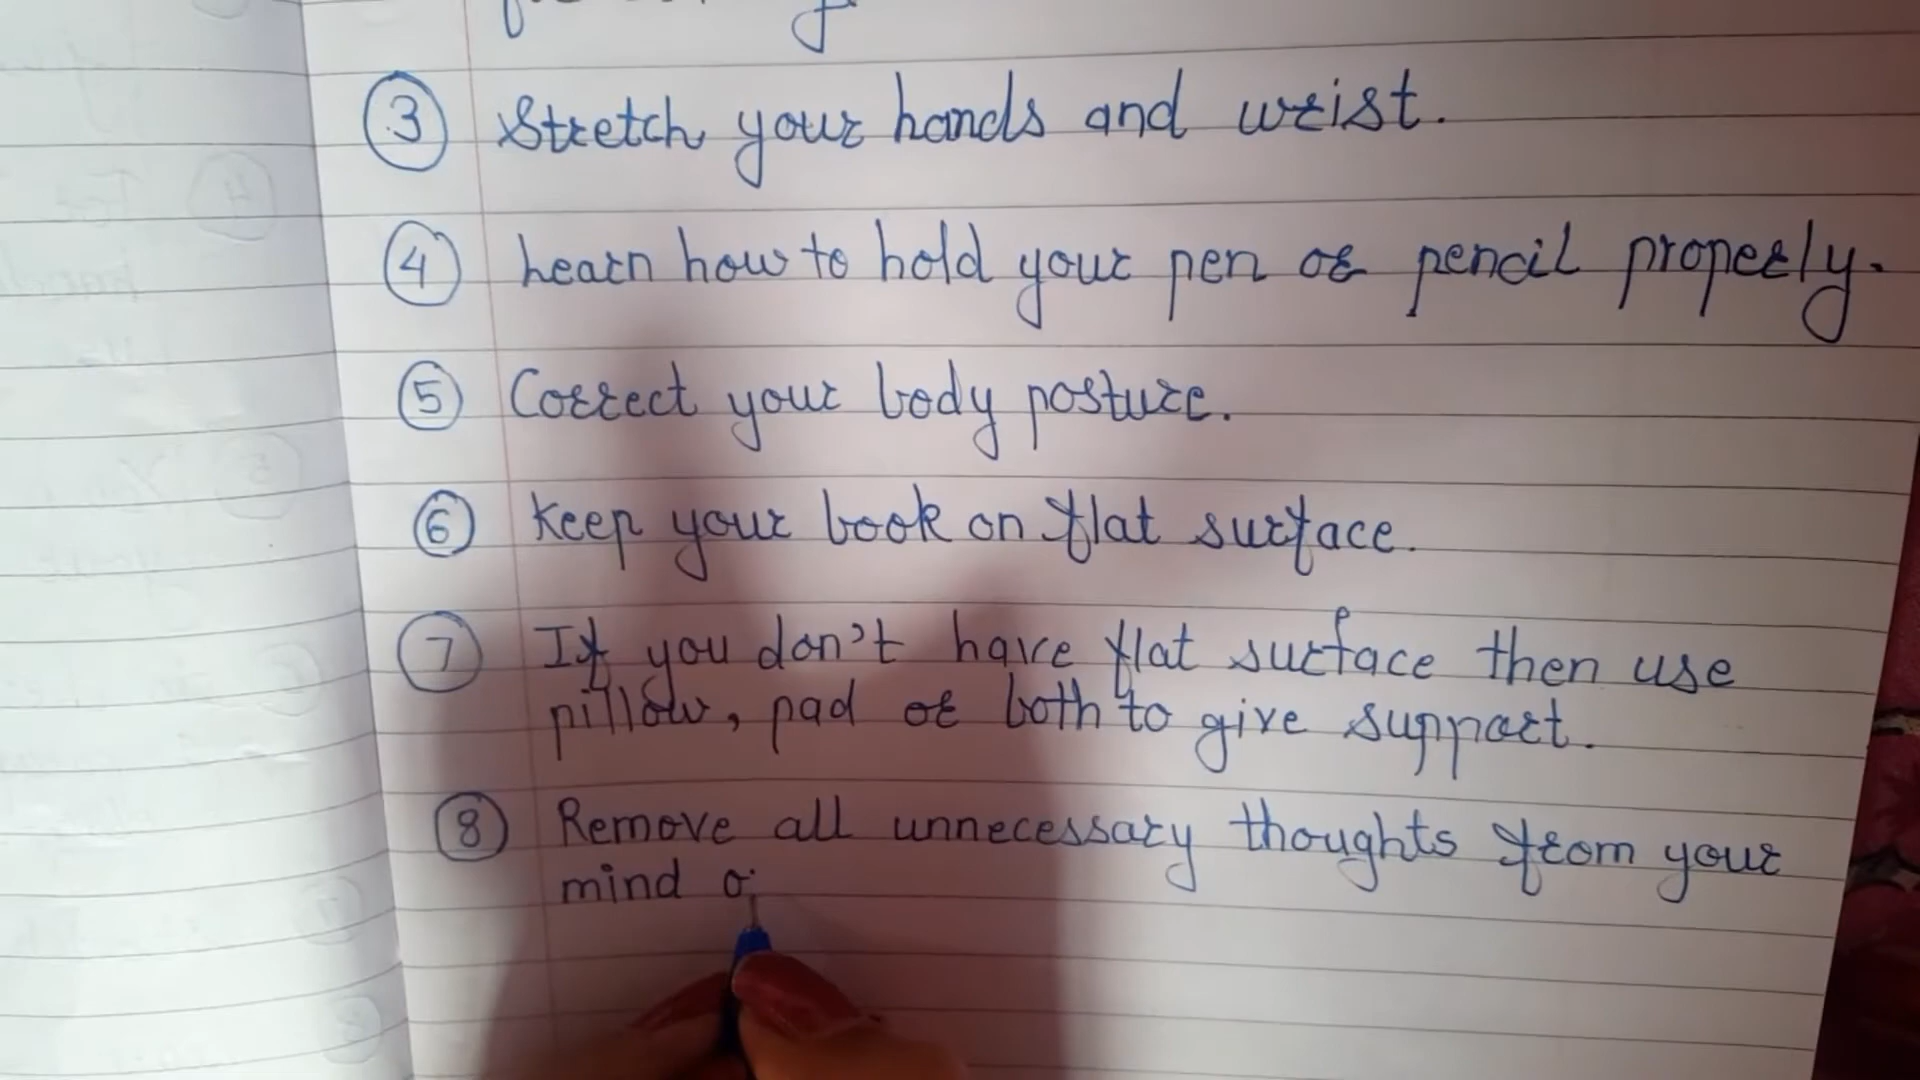 ③ Stretch your hands and wrist.
④ Learn how to hold your pen or pencil properly.
⑤ Correct your body posture.
⑥ Keep your book on flat surface.
⑦ If you don't have flat surface then use
pillow, pad or both to give support.
⑧ Remove all unnecessary thoughts from your
mind